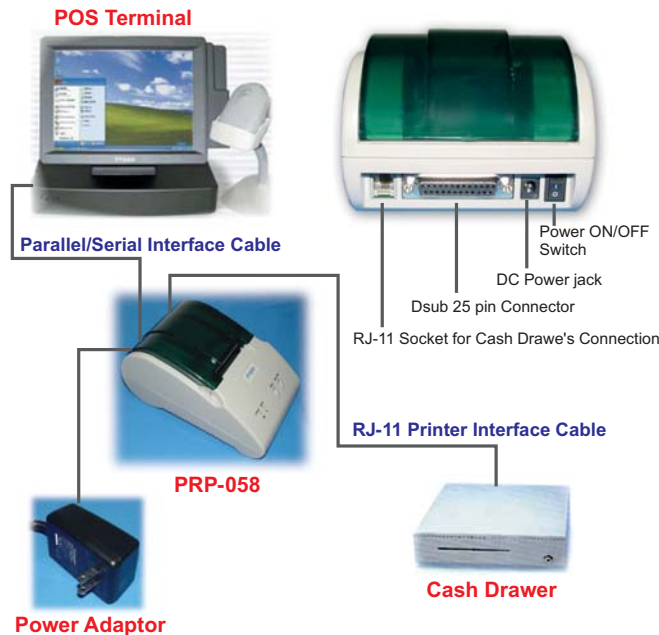 POS Terminal
Parallel/Serial Interface Cable
Power ON/OFF
Switch
DC Power jack
Dsub 25 pin Connector
RJ-11 Socket for Cash Drawe's Connection
RJ-11 Printer Interface Cable
PRP-058
Cash Drawer
Power Adaptor